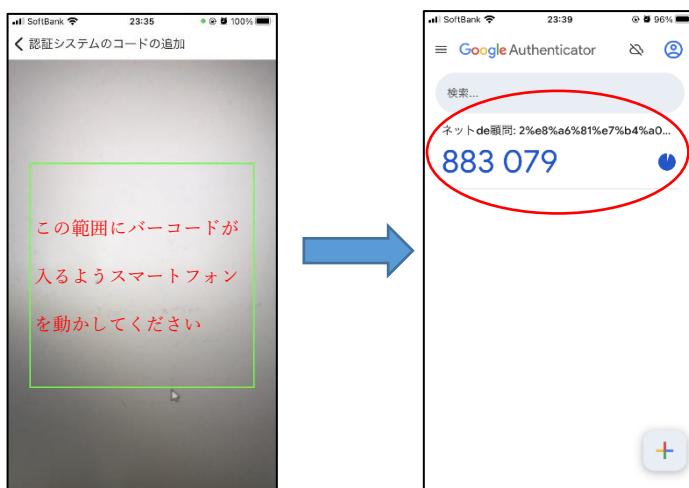 SoftBank 23:35 100%
認証システムのコードの追加
この範囲にバーコードが
入るようスマートフォン
を動かしてください
SoftBank 23:39 96%
Google Authenticator
検索...
ネットde顧問: 2%e8%a6%81%e7%b4%a0...
883 079